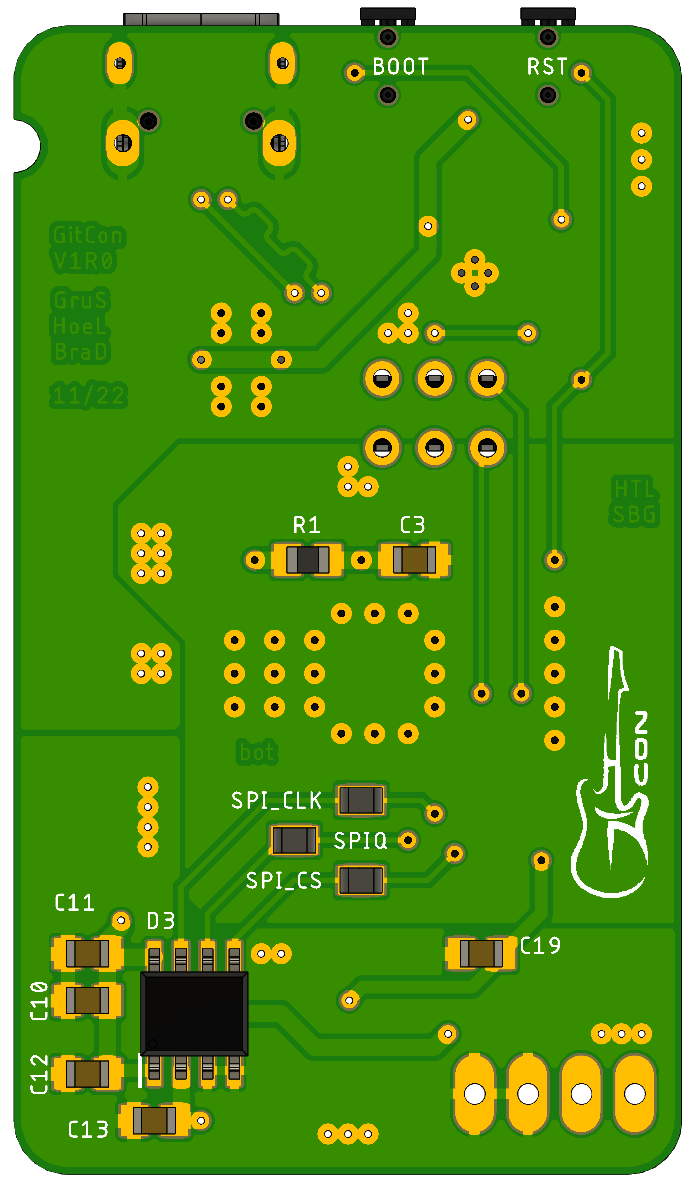 BOOT
RST
GitCon
V1R0
GruS
HoeL
BraD
11/22
HTL
SBG
R1
C3
CON
bot
SPI_CLK
SPIQ
SPI_CS
C11
D3
C19
C10
C12
C13